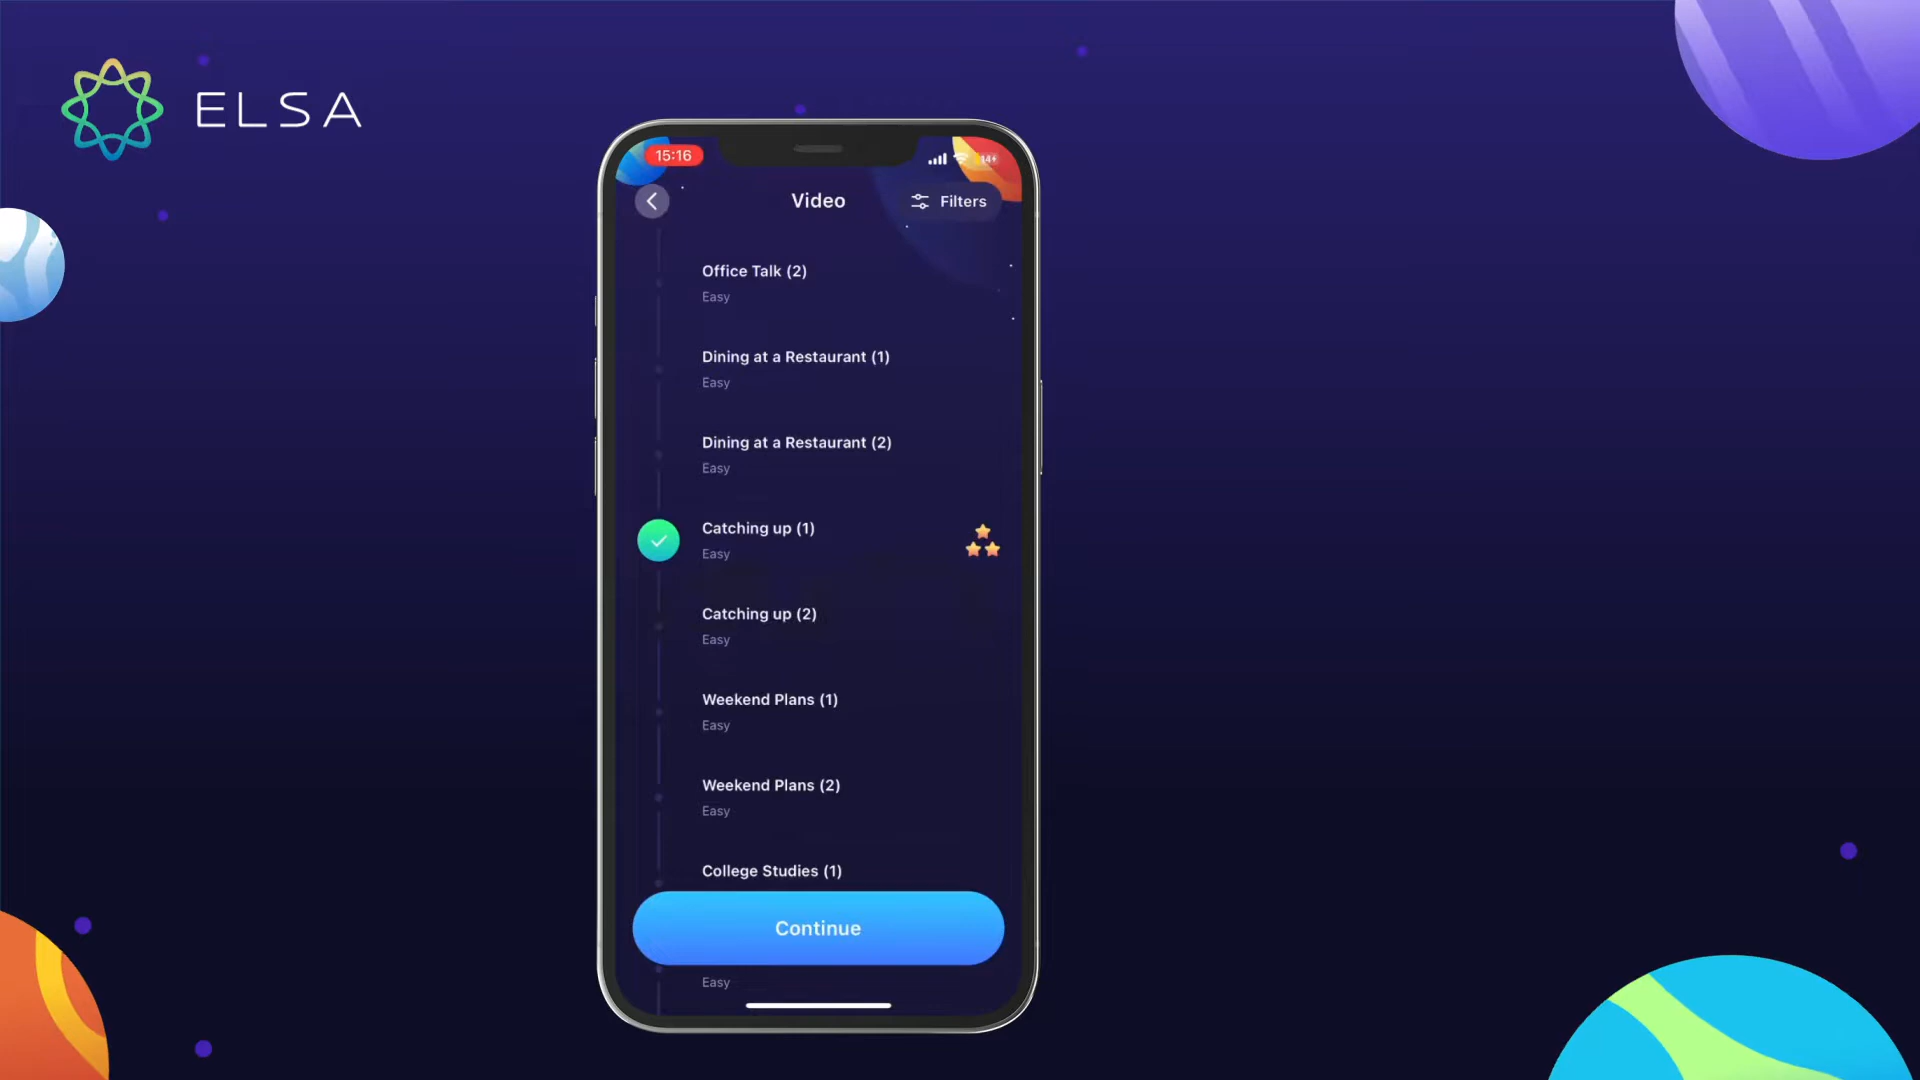 ELSA
15:16
14
Video
Filters
Office Talk (2)
Easy
Dining at a Restaurant (1)
Easy
Dining at a Restaurant (2)
Easy
Catching up (1)
Easy
Catching up (2)
Easy
Weekend Plans (1)
Easy
Weekend Plans (2)
Easy
College Studies (1)
Continue
Easy